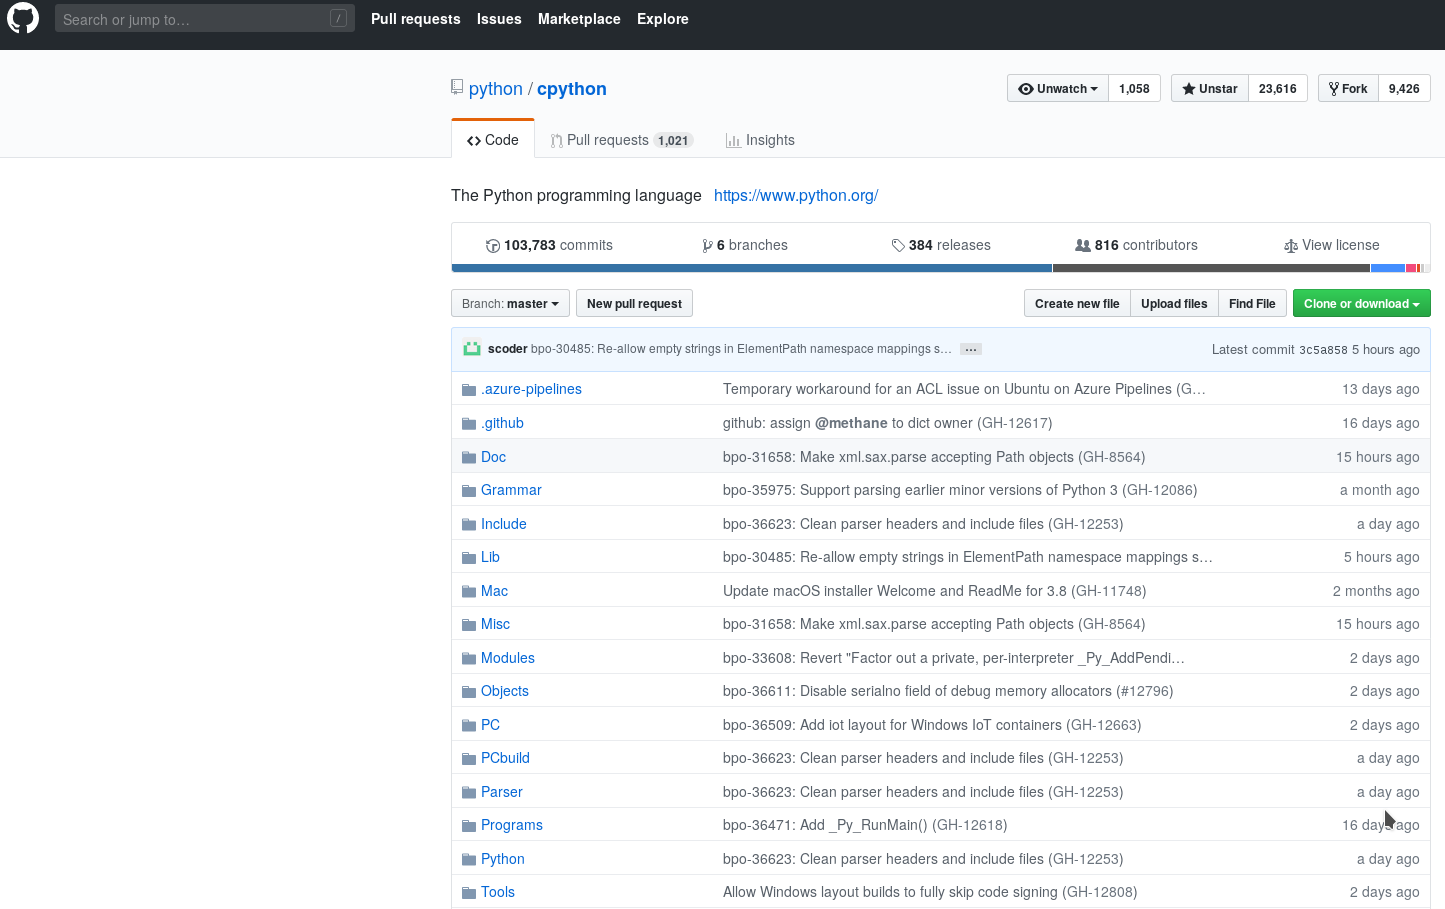 Search or jump to… /
Pull requests Issues Marketplace Explore
python / cpython
Unwatch 1,058 Unstar 23,616 Fork 9,426
Code Pull requests 1,021 Insights
The Python programming language https://www.python.org/
103,783 commits 6 branches 384 releases 816 contributors View license
Branch: master New pull request Create new file Upload files Find File Clone or download
scoder bpo-30485: Re-allow empty strings in ElementPath namespace mappings s… … Latest commit 3c5a858 5 hours ago
.azure-pipelines Temporary workaround for an ACL issue on Ubuntu on Azure Pipelines (G… 13 days ago
.github github: assign @methane to dict owner (GH-12617) 16 days ago
Doc bpo-31658: Make xml.sax.parse accepting Path objects (GH-8564) 15 hours ago
Grammar bpo-35975: Support parsing earlier minor versions of Python 3 (GH-12086) a month ago
Include bpo-36623: Clean parser headers and include files (GH-12253) a day ago
Lib bpo-30485: Re-allow empty strings in ElementPath namespace mappings s… 5 hours ago
Mac Update macOS installer Welcome and ReadMe for 3.8 (GH-11748) 2 months ago
Misc bpo-31658: Make xml.sax.parse accepting Path objects (GH-8564) 15 hours ago
Modules bpo-33608: Revert "Factor out a private, per-interpreter _Py_AddPendi… 2 days ago
Objects bpo-36611: Disable serialno field of debug memory allocators (#12796) 2 days ago
PC bpo-36509: Add iot layout for Windows IoT containers (GH-12663) 2 days ago
PCbuild bpo-36623: Clean parser headers and include files (GH-12253) a day ago
Parser bpo-36623: Clean parser headers and include files (GH-12253) a day ago
Programs bpo-36471: Add _Py_RunMain() (GH-12618) 16 days ago
Python bpo-36623: Clean parser headers and include files (GH-12253) a day ago
Tools Allow Windows layout builds to fully skip code signing (GH-12808) 2 days ago